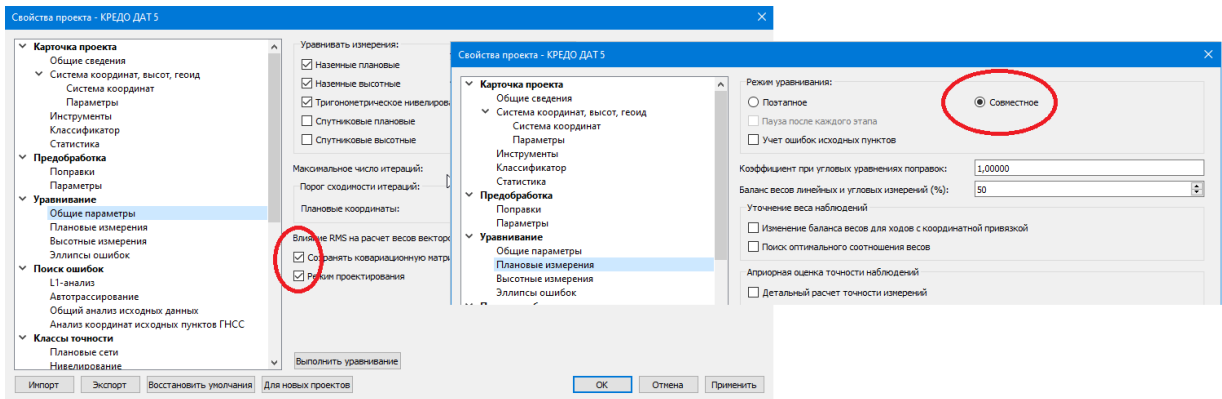 Свойства проекта - КРЕДО ДАТ 5
Карточка проекта
Общие сведения
Система координат, высот, геоид
Система координат
Параметры
Инструменты
Классификатор
Статистика
Предобработка
Поправки
Параметры
Уравнивание
Общие параметры
Плановые измерения
Высотные измерения
Эллипсы ошибок
Поиск ошибок
L1-анализ
Автотрассирование
Общий анализ исходных данных
Анализ координат исходных пунктов ГНСС
Классы точности
Плановые сети
Нивелирование
Уравнивать измерения:
Наземные плановые
Наземные высотные
Тригонометрическое
Спутниковые плановые
Спутниковые высотные
Максимальное число итераций:
Порог сходимости итераций:
Плановые координаты:
Влияние RMS на расчет весов
Сохранять ковариационную
Режим проектирования
Выполнить уравнивание
Импорт Экспорт Восстановить умолчания Для новых проектов OK Отмена Применить
Свойства проекта - КРЕДО ДАТ 5
Карточка проекта
Общие сведения
Система координат, высот, геоид
Система координат
Параметры
Инструменты
Классификатор
Статистика
Предобработка
Поправки
Параметры
Уравнивание
Общие параметры
Плановые измерения
Высотные измерения
Эллипсы ошибок
Режим уравнивания:
Поэтапное Совместное
Пауза после каждого этапа
Учет ошибок исходных пунктов
Коэффициент при угловых уравнениях поправок: 1,00000
Баланс весов линейных и угловых измерений (%): 50
Уточнение веса наблюдений
Изменение баланса весов для ходов с координатной привязкой
Поиск оптимального соотношения весов
Априорная оценка точности наблюдений
Детальный расчет точности измерений